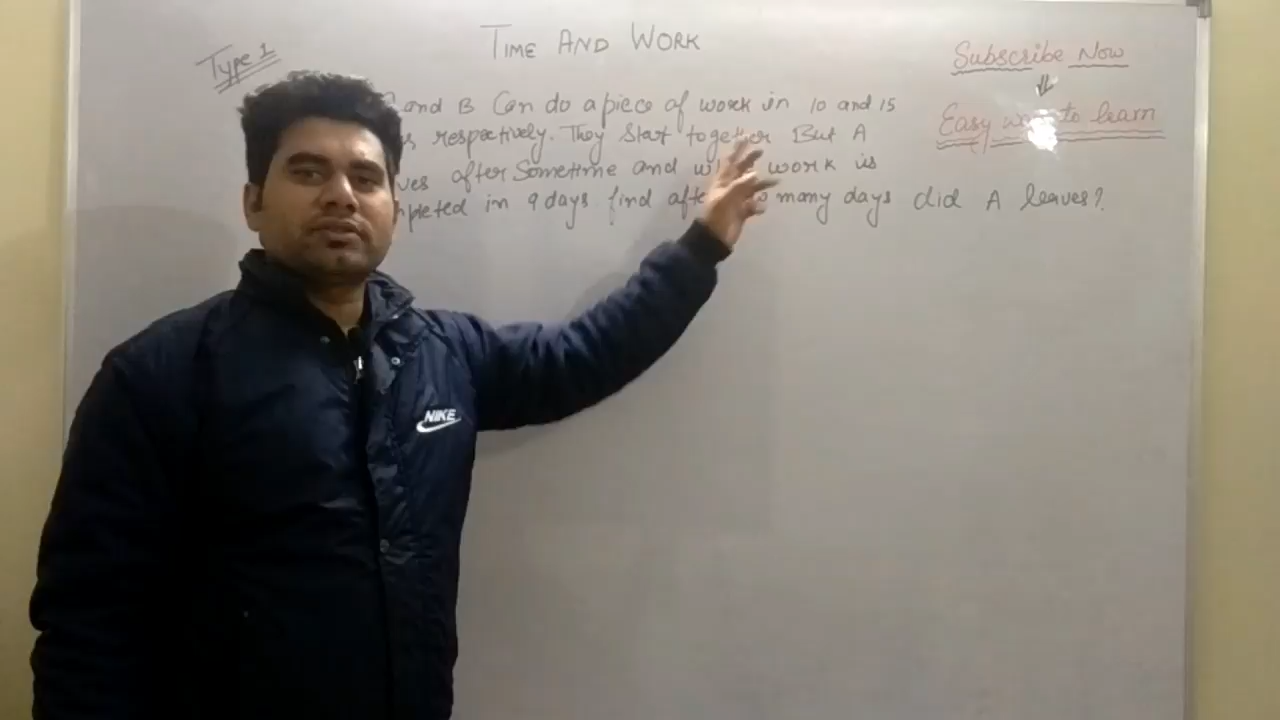 TIME AND WORK
Type 1
Subscribe Now
and B Can do a piece of work in 10 and 15
respectively. They Start together But A
after Sometime and work is
in 9 days find many days did A leaves?
Easy to learn
NIKE